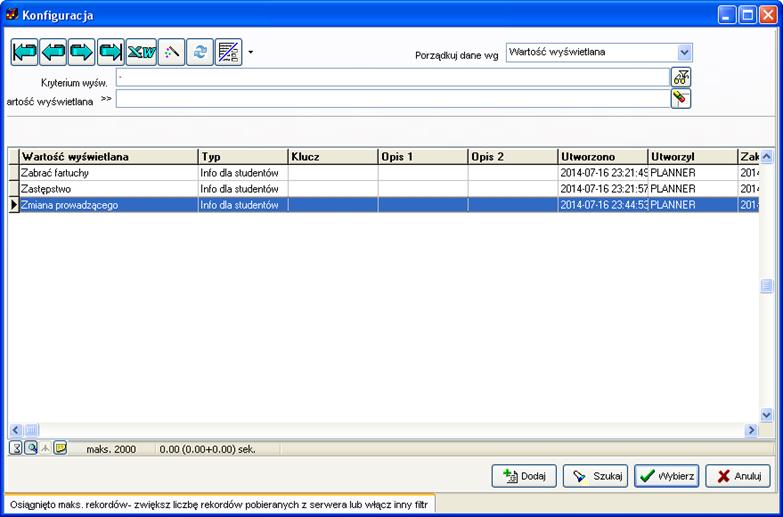 Konfiguracja
XW
Porządkuj dane wg Wartość wyświetlana
Kryterium wyśw. -
artość wyświetlana >>
Wartość wyświetlana Typ Klucz Opis 1 Opis 2 Utworzono Utworzył Zak
Zabrać fartuchy Info dla studentów 2014-07-16 23:21:49 PLANNER 2014
Zastępstwo Info dla studentów 2014-07-16 23:21:57 PLANNER 2014
Zmiana prowadzącego Info dla studentów 2014-07-16 23:44:53 PLANNER 201
maks. 2000 0.00 (0.00+0.00) sek.
Dodaj Szukaj Wybierz Anuluj
Osiągnięto maks. rekordów- zwiększ liczbę rekordów pobieranych z serwera lub włącz inny filtr